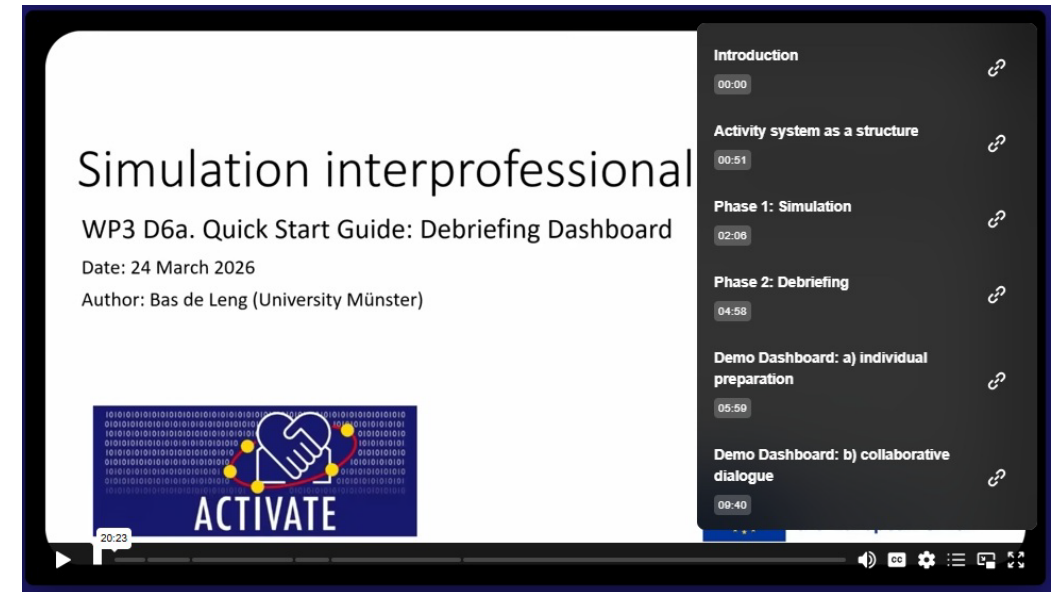 Simulation interprofessional
WP3 D6a. Quick Start Guide: Debriefing Dashboard
Date: 24 March 2026
Author: Bas de Leng (University Münster)
ACTIVATE
Introduction
00:00
Activity system as a structure
00:51
Phase 1: Simulation
02:06
Phase 2: Debriefing
04:58
Demo Dashboard: a) individual
preparation
05:59
Demo Dashboard: b) collaborative
dialogue
09:40
20:23
CC